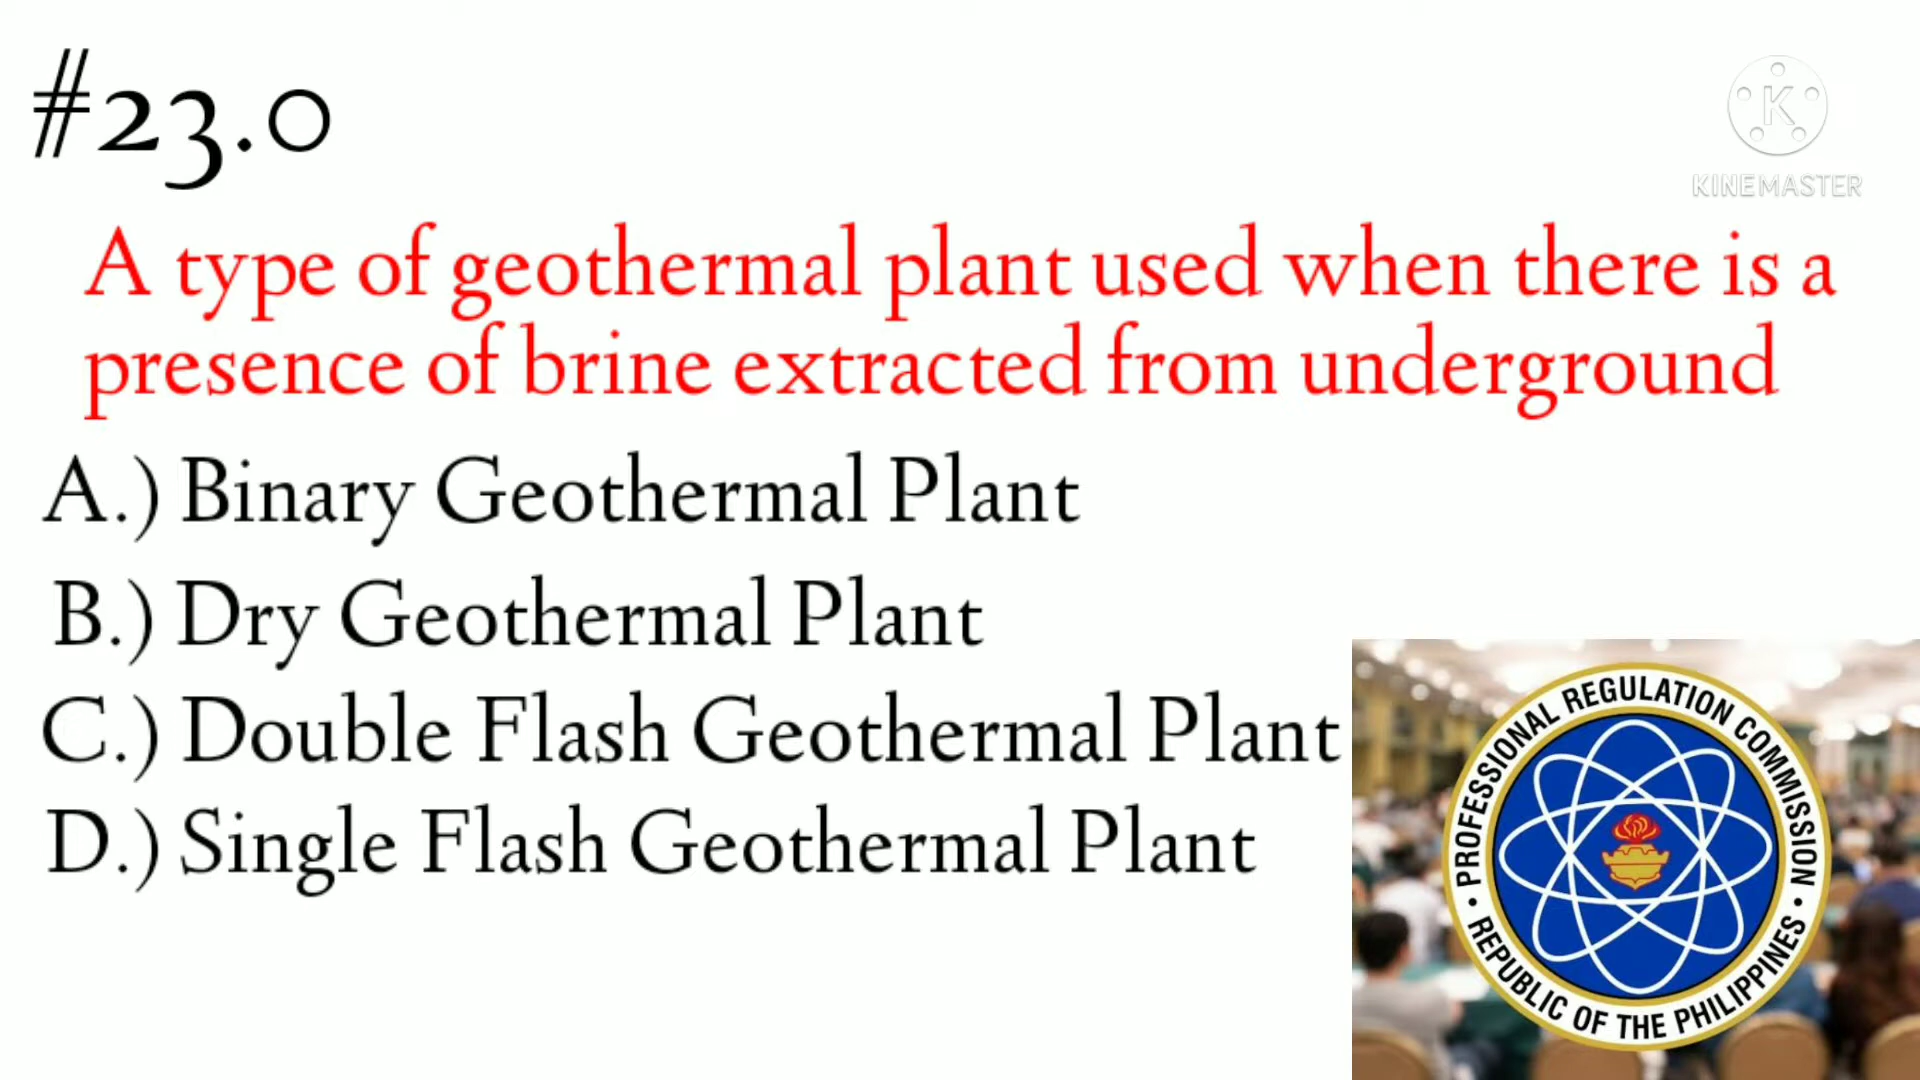 #23.0
KINEMASTER
A type of geothermal plant used when there is a
presence of brine extracted from underground
A.) Binary Geothermal Plant
B.) Dry Geothermal Plant
C.) Double Flash Geothermal Plant
D.) Single Flash Geothermal Plant
PROFESSIONAL REGULATION COMMISSION
REPUBLIC OF THE PHILIPPINES